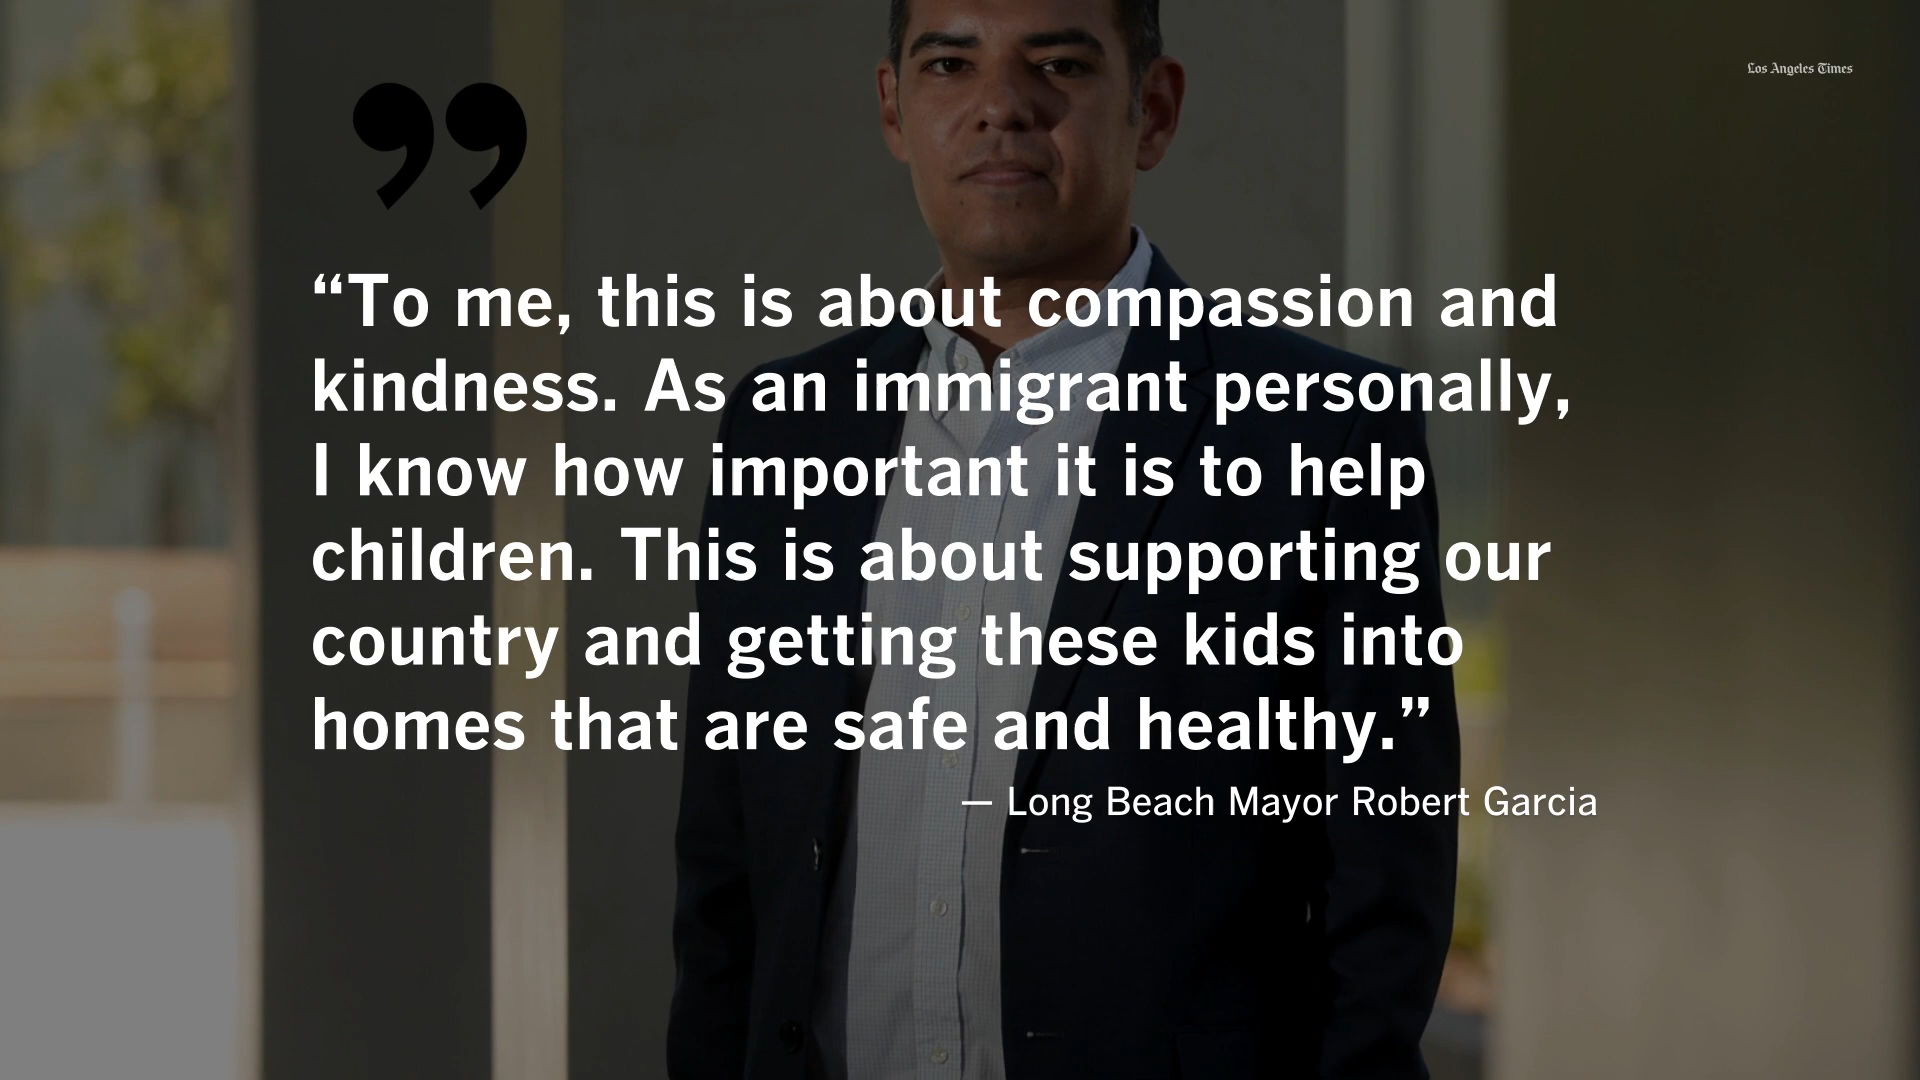 Los Angeles Times
“To me, this is about compassion and
kindness. As an immigrant personally,
I know how important it is to help
children. This is about supporting our
country and getting these kids into
homes that are safe and healthy.”
— Long Beach Mayor Robert Garcia